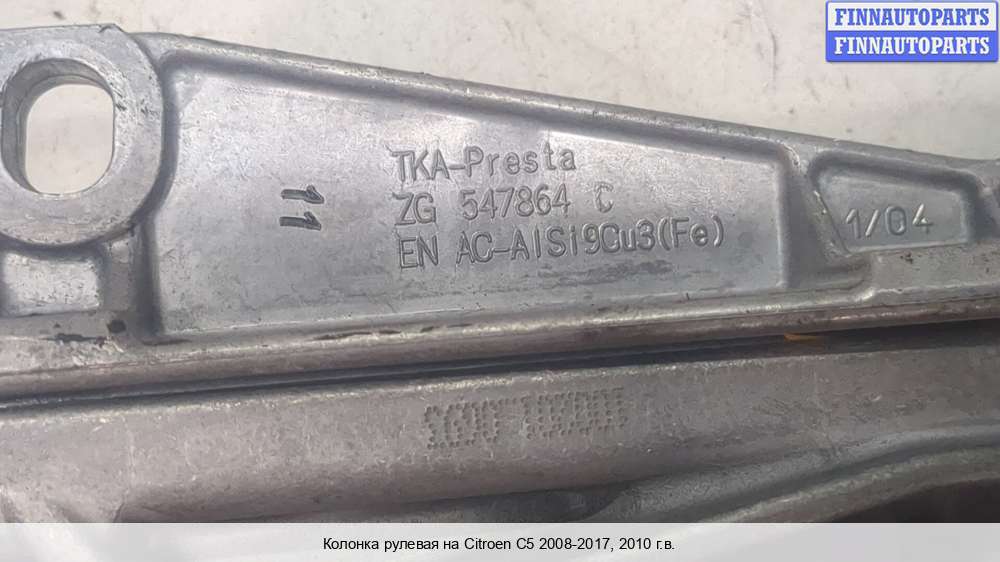 FINNAUTOPARTS
FINNAUTOPARTS
TKA-Presta
11
ZG 547864 C
EN AC-AlSi9Cu3(Fe)
1/04
Колонка рулевая на Citroen C5 2008-2017, 2010 г.в.